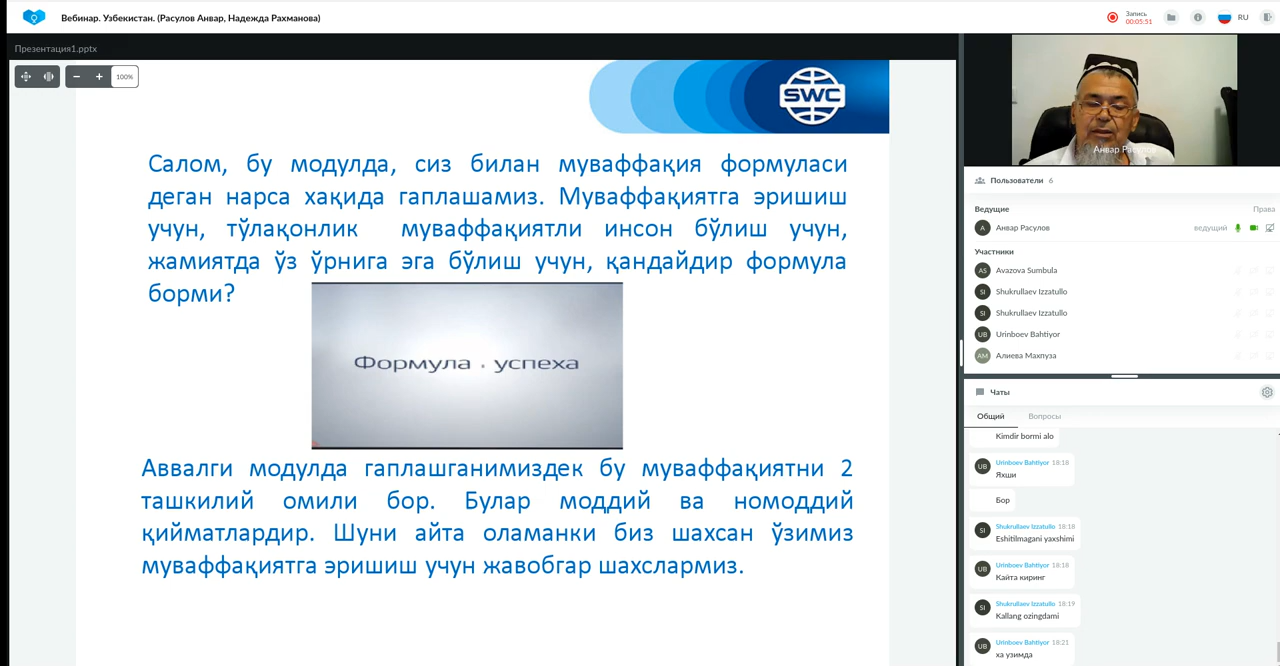 Вебинар. Узбекистан. (Расулов Анвар, Надежда Рахманова)
Запись
00:05:51
RU
Презентация1.pptx
100%
SWC
Салом, бу модулда, сиз билан муваффақия формуласи
деган нарса хақида гаплашамиз. Муваффақиятга эришиш
учун, тўлақонлик муваффақиятли инсон бўлиш учун,
жамиятда ўз ўрнига эга бўлиш учун, қандайдир формула
борми?
Формула . успеха
Аввалги модулда гаплашганимиздек бу муваффақиятни 2
ташкилий омили бор. Булар моддий ва номоддий
қийматлардир. Шуни айта оламанки биз шахсан ўзимиз
муваффақиятга эришиш учун жавобгар шахслармиз.
Анвар Расулов
Пользователи 6
Ведущие Права
А Анвар Расулов ведущий
Участники
AS Avazova Sumbula
SI Shukrullaev Izzatullo
SI Shukrullaev Izzatullo
UB Urinboev Bahtiyor
АМ Алиева Махпуза
Чаты
Общий Вопросы
Kimdir bormi alo
UB Urinboev Bahtiyor 18:18
Яхши
Бор
SI Shukrullaev Izzatullo 18:18
Eshitilmagani yaxshimi
UB Urinboev Bahtiyor 18:18
Кайта киринг
SI Shukrullaev Izzatullo 18:19
Kallang ozingdami
UB Urinboev Bahtiyor 18:21
ха узимда